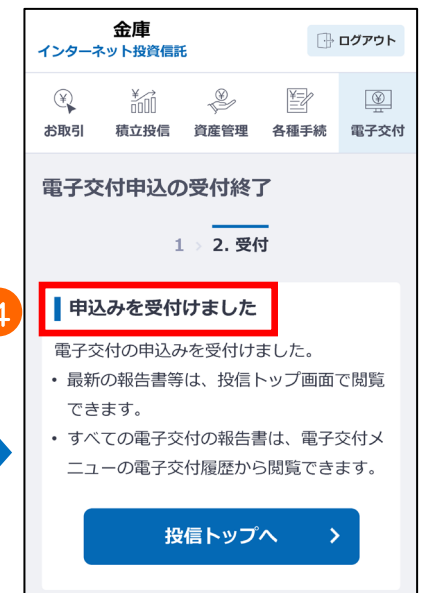 金庫
インターネット投資信託
ログアウト
お取引 積立投信 資産管理 各種手続 電子交付
電子交付申込の受付終了
1 > 2. 受付
4
申込みを受付けました
電子交付の申込みを受付けました。
• 最新の報告書等は、投信トップ画面で閲覧
できます。
• すべての電子交付の報告書は、電子交付メ
ニューの電子交付履歴から閲覧できます。
投信トップへ >